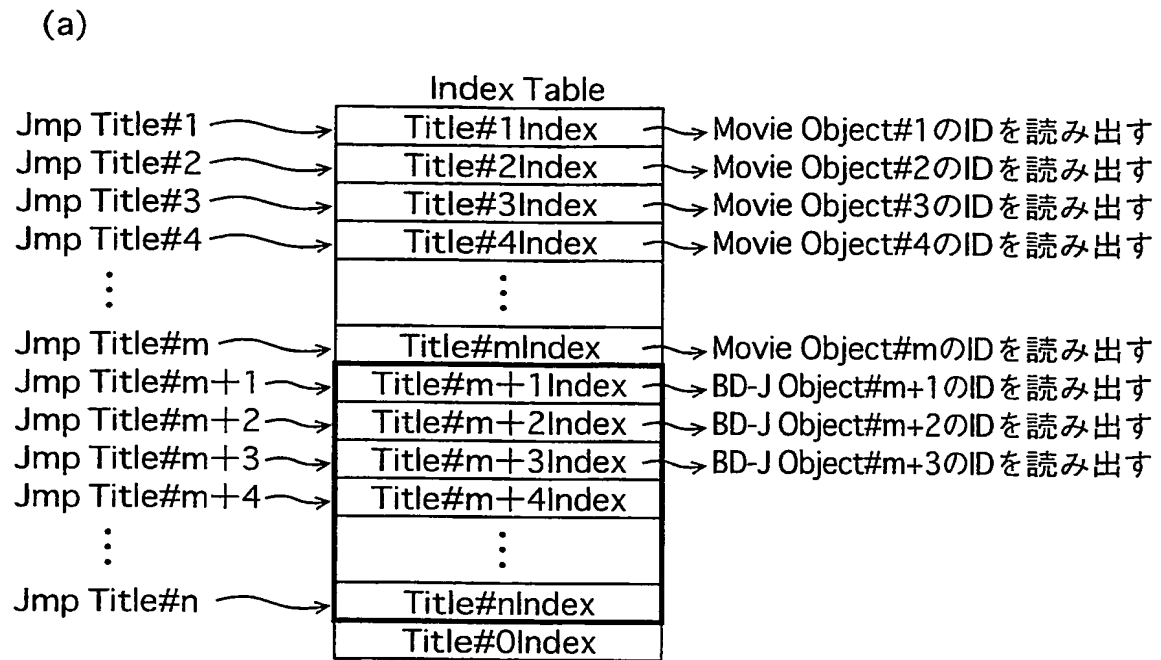 (a)
Index Table
Jmp Title#1 Title#1Index Movie Object#1のIDを読み出す
Jmp Title#2 Title#2Index Movie Object#2のIDを読み出す
Jmp Title#3 Title#3Index Movie Object#3のIDを読み出す
Jmp Title#4 Title#4Index Movie Object#4のIDを読み出す
⋮ ⋮
Jmp Title#m Title#mIndex Movie Object#mのIDを読み出す
Jmp Title#m+1 Title#m+1Index BD-J Object#m+1のIDを読み出す
Jmp Title#m+2 Title#m+2Index BD-J Object#m+2のIDを読み出す
Jmp Title#m+3 Title#m+3Index BD-J Object#m+3のIDを読み出す
Jmp Title#m+4 Title#m+4Index
⋮ ⋮
Jmp Title#n Title#nIndex
Title#0Index